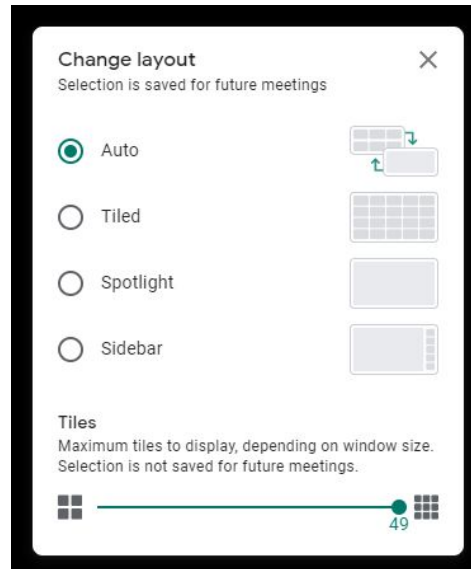 Change layout
Selection is saved for future meetings
Auto
Tiled
Spotlight
Sidebar
Tiles
Maximum tiles to display, depending on window size.
Selection is not saved for future meetings.
49